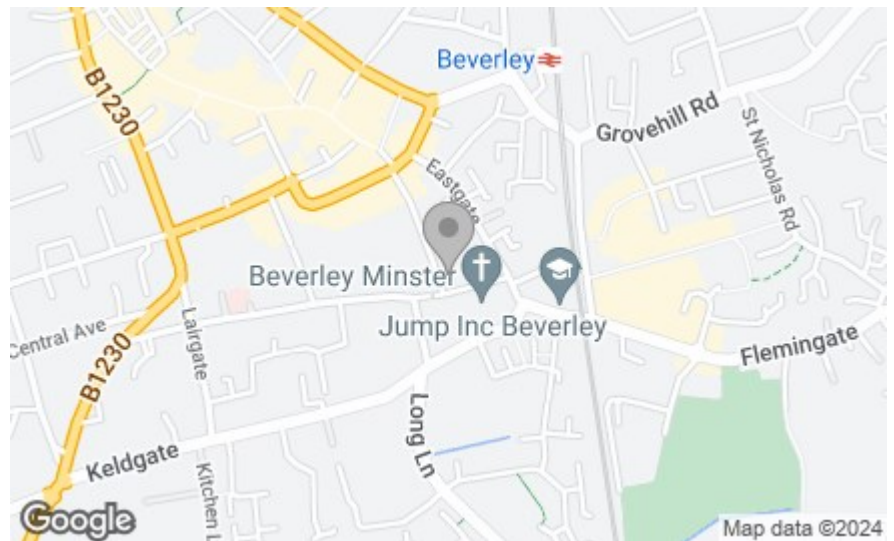 Beverley
B1230
Grovehill Rd
St Nicholas Rd
Eastgate
Beverley Minster
Jump Inc Beverley
Central Ave
B1230
Lairgate
Flemingate
Long Ln
Keldgate
Kitchen L
Google
Map data ©2024